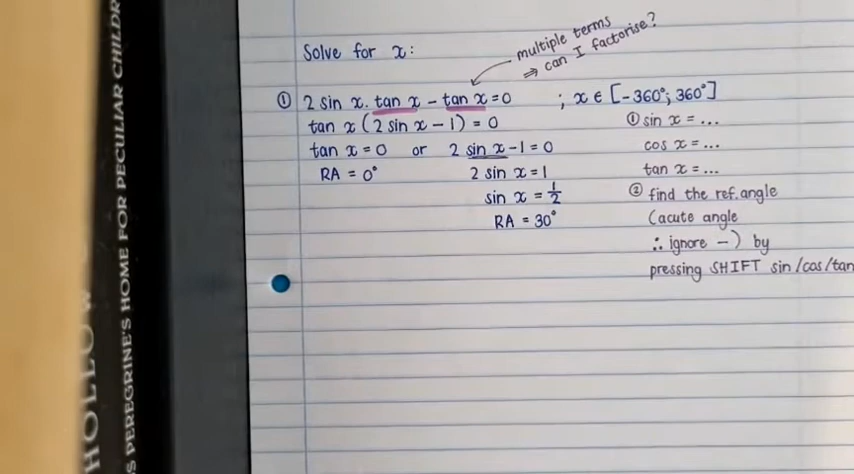 Solve for x:
multiple terms
⇒ can I factorise?
① 2 sin x. tan x - tan x = 0 ; x ∈ [-360°; 360°]
tan x (2 sin x - 1) = 0
tan x = 0 or 2 sin x - 1 = 0
RA = 0° 2 sin x = 1
sin x = 1/2
RA = 30°
① sin x = ...
cos x = ...
tan x = ...
② find the ref. angle
(acute angle
∴ ignore -) by
pressing SHIFT sin/cos/tan
HOLLOW
S PEREGRINE'S HOME FOR PECULIAR CHILDR